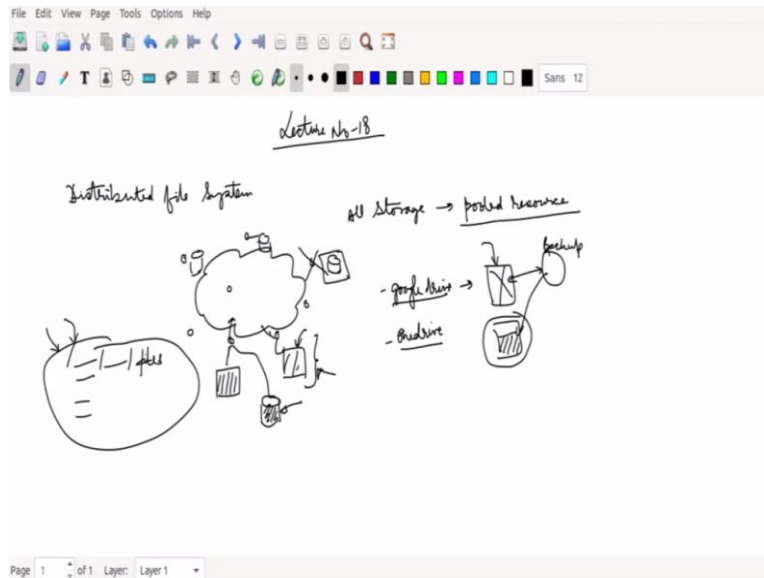 File Edit View Page Tools Options Help
T Sans 12
Lecture No-18
Distributed file System
All Storage → pooled resource
Backup
- google drive →
- Onedrive
Page 1 of 1 Layer: Layer 1